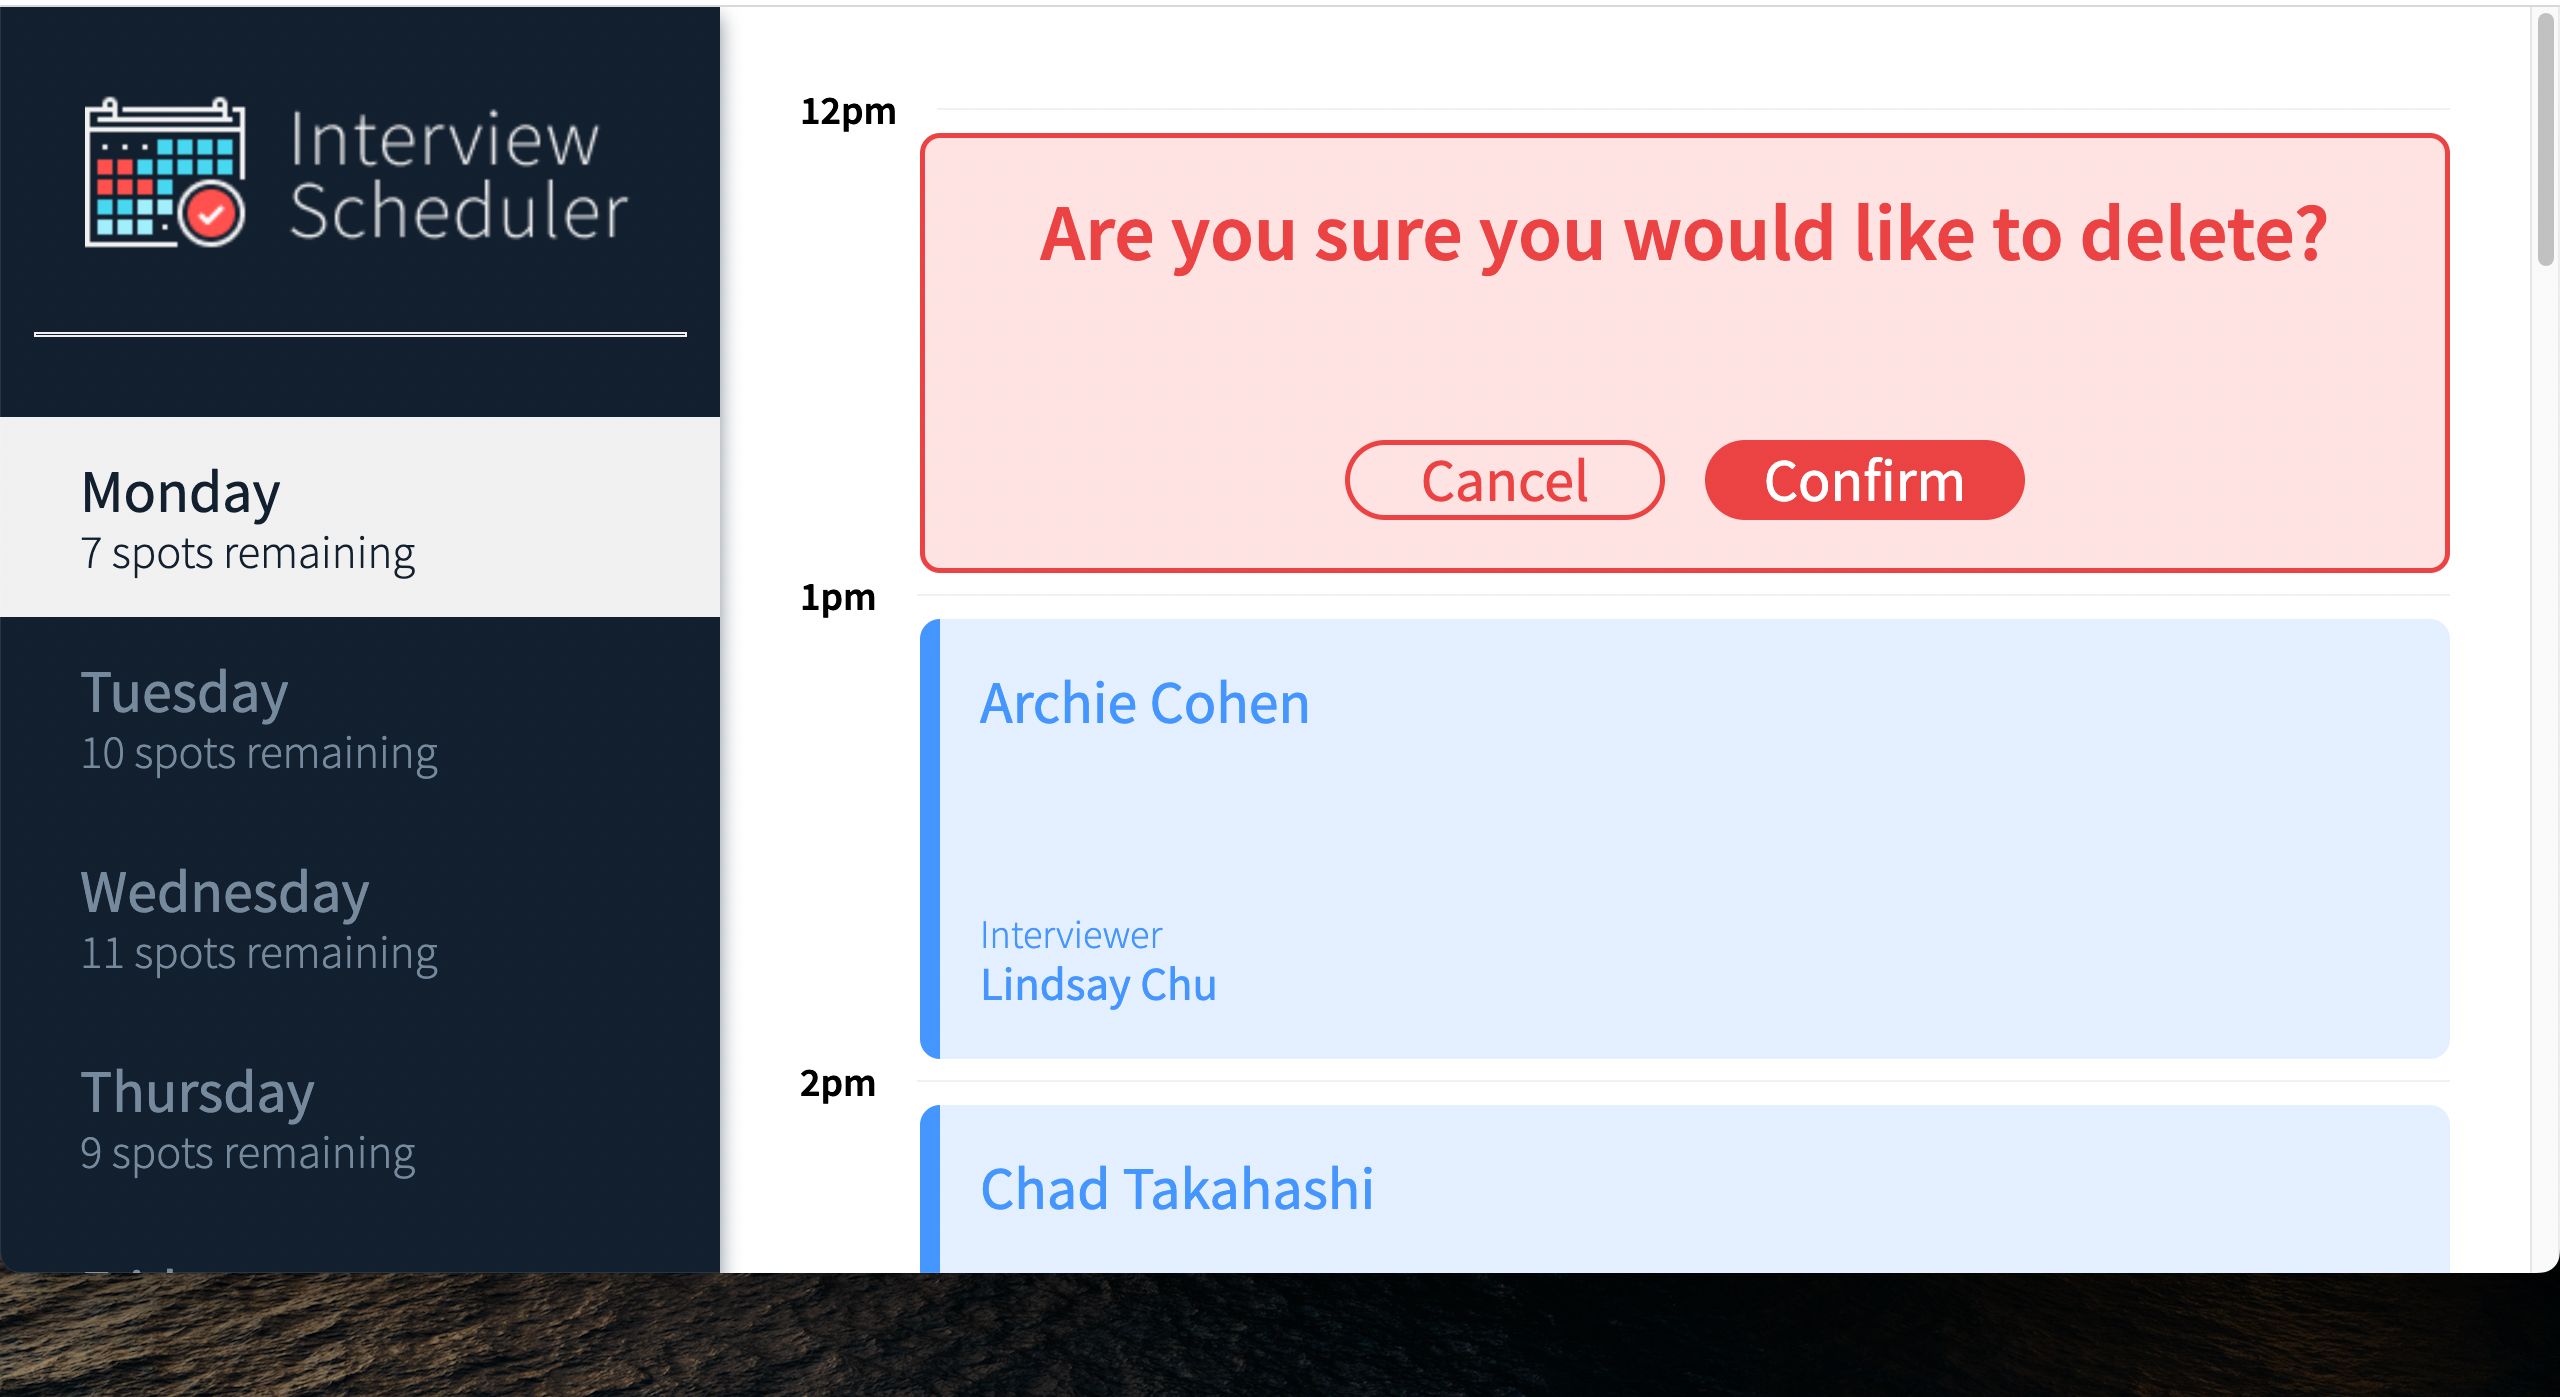 Interview
Scheduler
Monday
7 spots remaining
Tuesday
10 spots remaining
Wednesday
11 spots remaining
Thursday
9 spots remaining
12pm
Are you sure you would like to delete?
Cancel
Confirm
1pm
Archie Cohen
Interviewer
Lindsay Chu
2pm
Chad Takahashi